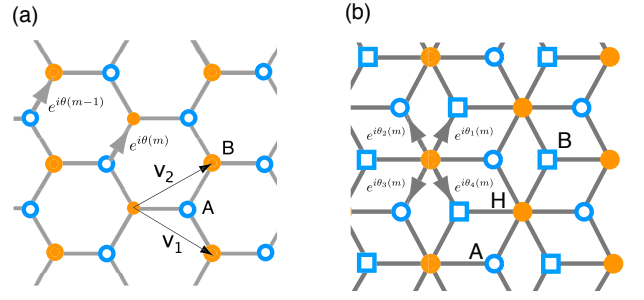 (a)
e^{iθ(m−1)}
e^{iθ(m)}
B
v_2
A
v_1
(b)
e^{iθ_2(m)}
e^{iθ_1(m)}
B
e^{iθ_3(m)}
e^{iθ_4(m)}
H
A